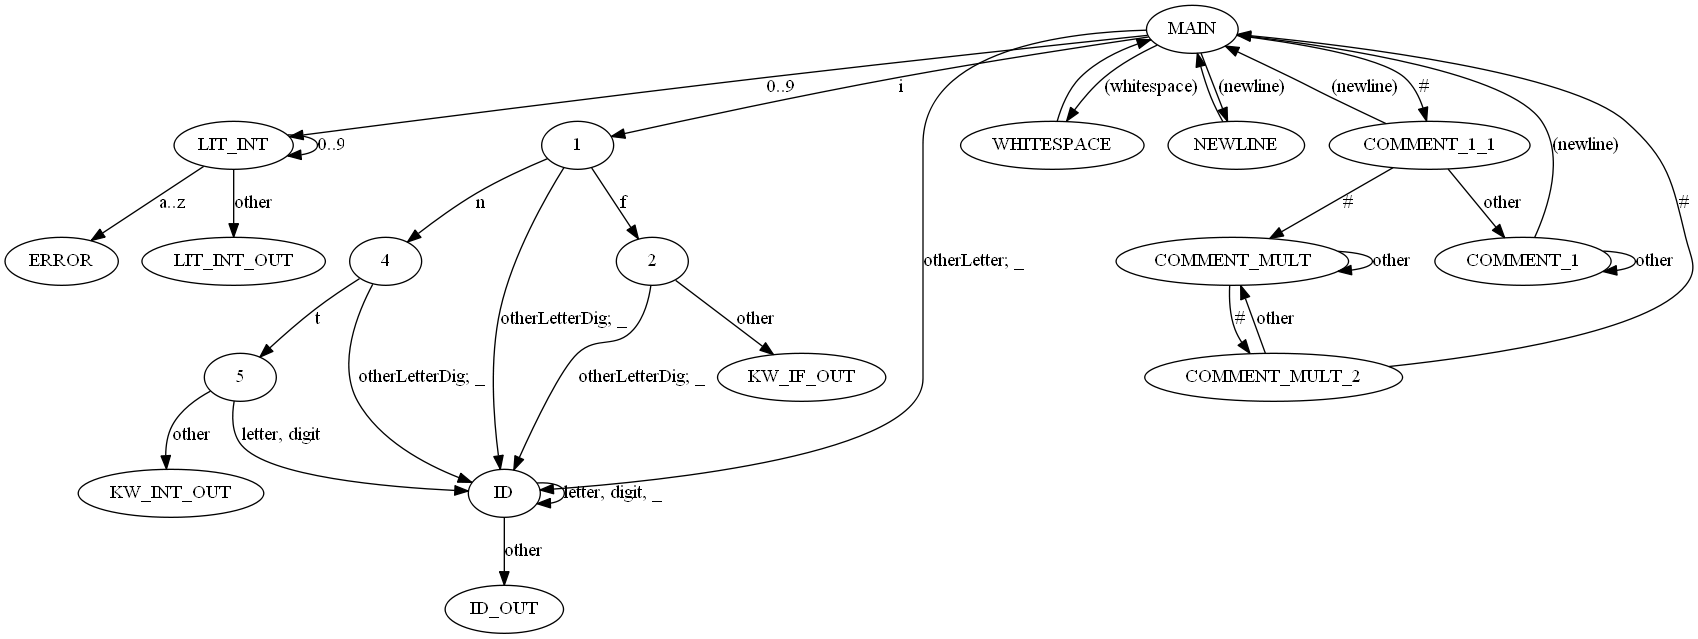 MAIN
0..9
i
(whitespace)
(newline)
(newline)
#
LIT_INT
0..9
1
WHITESPACE
NEWLINE
COMMENT_1_1
(newline)
#
a..z
other
n
f
#
other
ERROR
LIT_INT_OUT
4
2
otherLetter; _
COMMENT_MULT
other
COMMENT_1
other
t
otherLetterDig; _
other
#
other
5
otherLetterDig; _
otherLetterDig; _
KW_IF_OUT
COMMENT_MULT_2
other
letter, digit
KW_INT_OUT
ID
letter, digit, _
other
ID_OUT